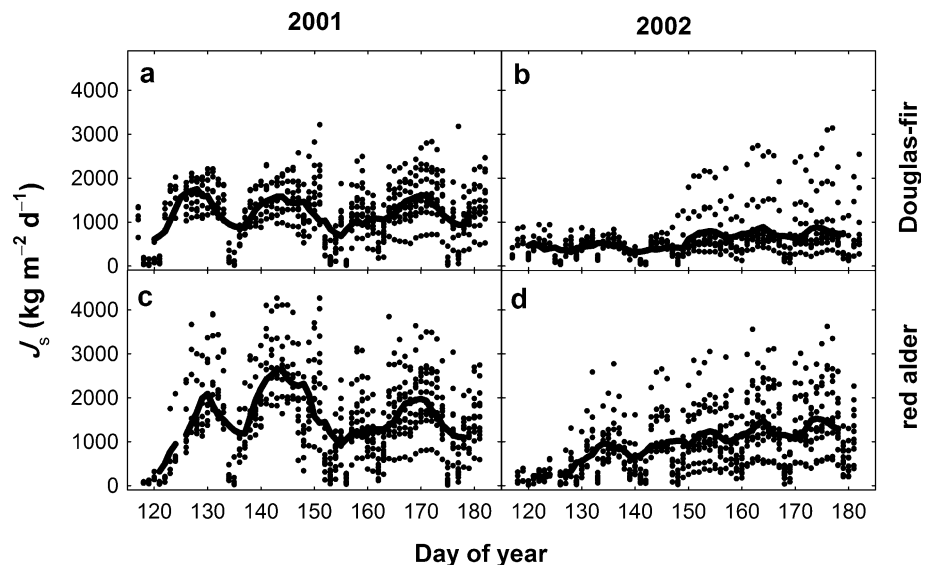 2001 2002
a b
4000
3000
2000
1000
0
Douglas-fir
c d
4000
3000
2000
1000
0
red alder
Js (kg m−2 d−1)
120 130 140 150 160 170 180 120 130 140 150 160 170 180
Day of year